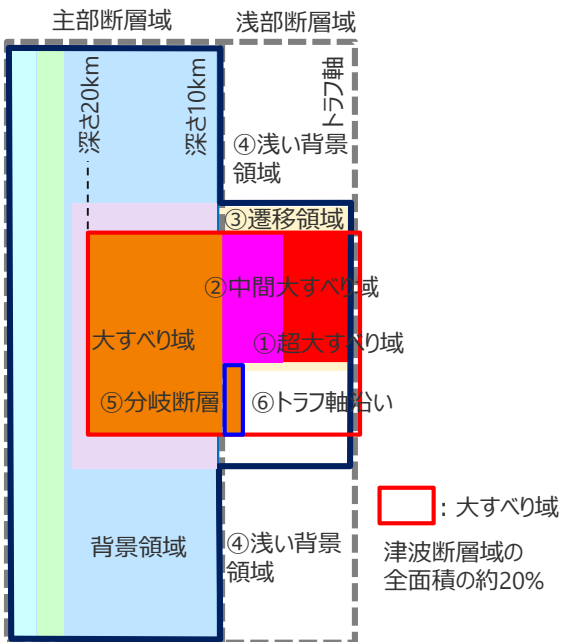 主部断層域
浅部断層域
深さ20km
深さ10km
トラフ軸
④浅い背景
領域
③遷移領域
②中間大すべり域
大すべり域
①超大すべり域
⑤分岐断層
⑥トラフ軸沿い
背景領域
④浅い背景
領域
：大すべり域
津波断層域の
全面積の約20%